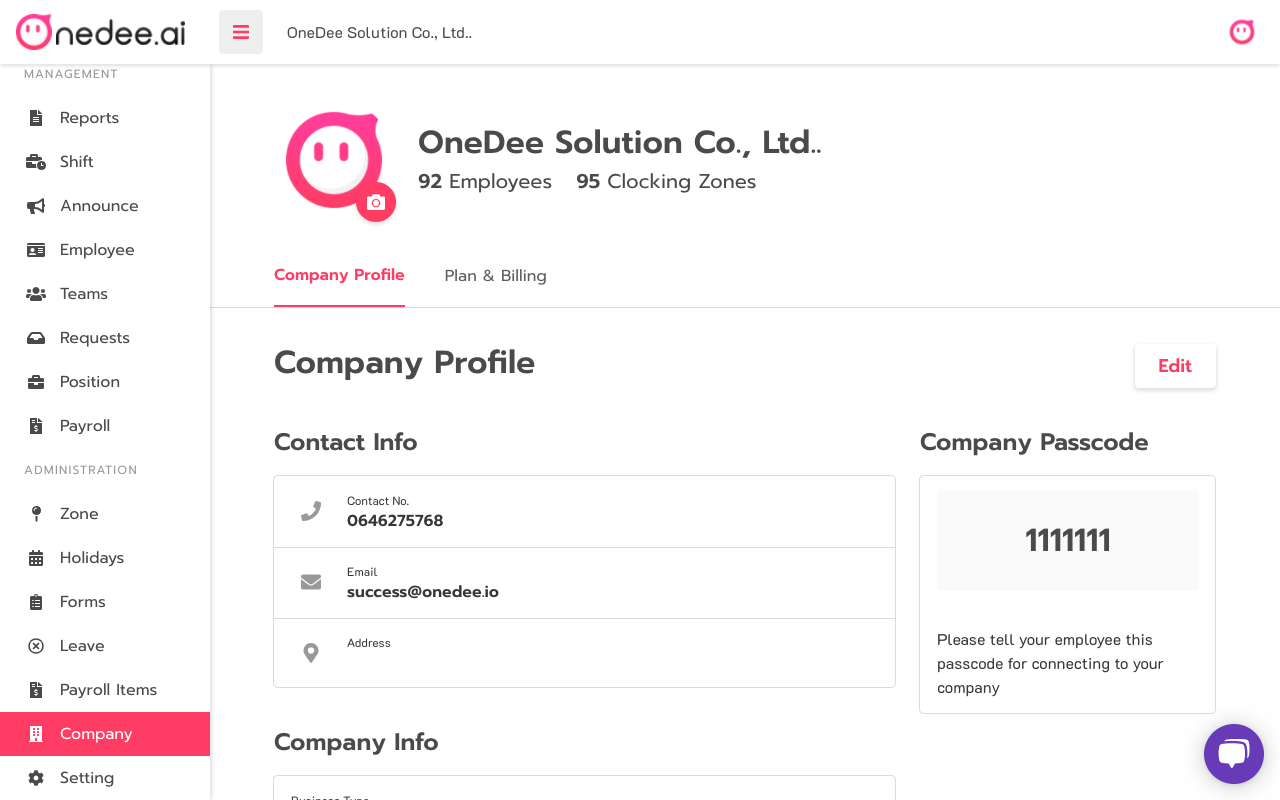 Onedee.ai
OneDee Solution Co., Ltd..
MANAGEMENT
Reports
Shift
Announce
Employee
Teams
Requests
Position
Payroll
ADMINISTRATION
Zone
Holidays
Forms
Leave
Payroll Items
Company
Setting
OneDee Solution Co., Ltd..
92 Employees 95 Clocking Zones
Company Profile Plan & Billing
Company Profile
Edit
Contact Info
Contact No.
0646275768
Email
success@onedee.io
Address
Company Passcode
1111111
Please tell your employee this
passcode for connecting to your
company
Company Info
Business Type